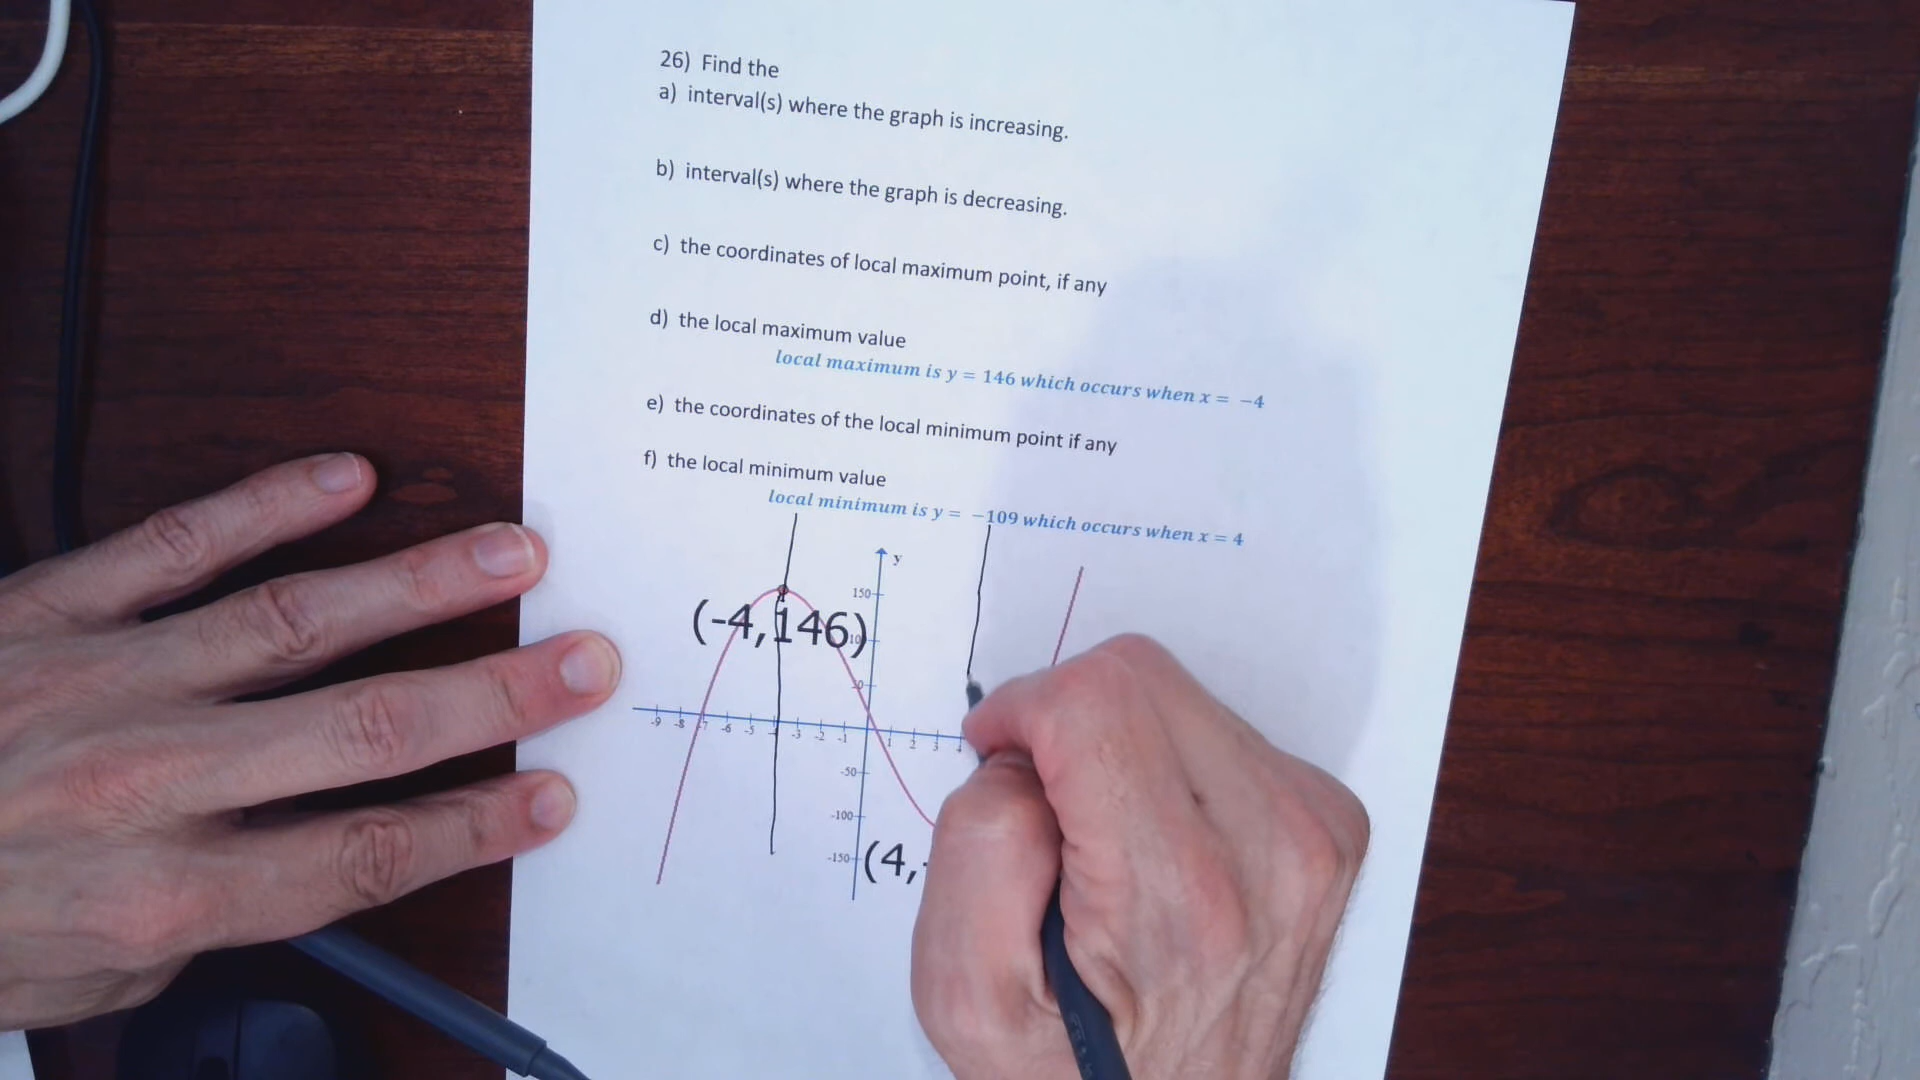 26) Find the
a) interval(s) where the graph is increasing.
b) interval(s) where the graph is decreasing.
c) the coordinates of local maximum point, if any
d) the local maximum value
local maximum is y = 146 which occurs when x = −4
e) the coordinates of the local minimum point if any
f) the local minimum value
local minimum is y = −109 which occurs when x = 4
y
150
(-4,146)
50
-9 -8 -7 -6 -5 -3 -2 -1 1 2 3 4
-50
-100
-150
(4,-